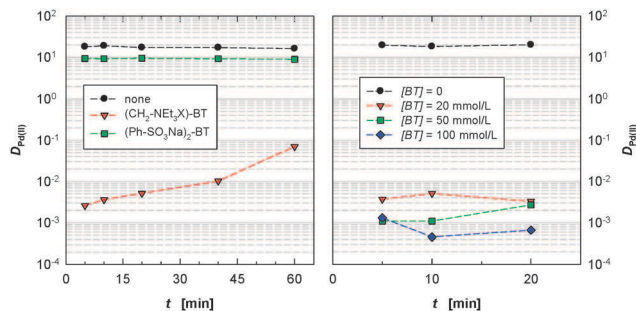 10²
10¹
10⁰
10⁻¹
10⁻²
10⁻³
10⁻⁴
D_Pd(II)
none
(CH₂-NEt₃X)-BT
(Ph-SO₃Na)₂-BT
0 15 30 45 60
t [min]
[BT] = 0
[BT] = 20 mmol/L
[BT] = 50 mmol/L
[BT] = 100 mmol/L
0 5 10 15 20
t [min]
10²
10¹
10⁰
10⁻¹
10⁻²
10⁻³
10⁻⁴
D_Pd(II)